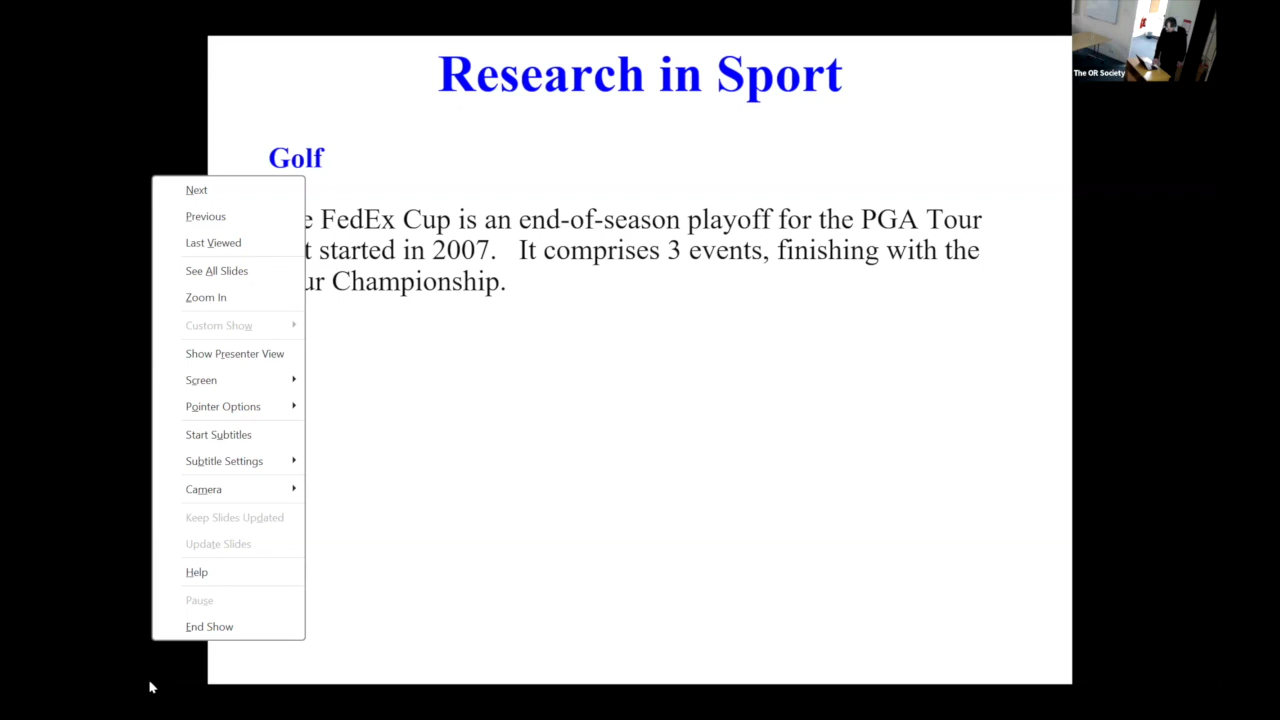 Research in Sport
The OR Society
Golf
FedEx Cup is an end-of-season playoff for the PGA Tour
started in 2007. It comprises 3 events, finishing with the
Championship.
Next
Previous
Last Viewed
See All Slides
Zoom In
Custom Show
Show Presenter View
Screen
Pointer Options
Start Subtitles
Subtitle Settings
Camera
Keep Slides Updated
Update Slides
Help
Pause
End Show